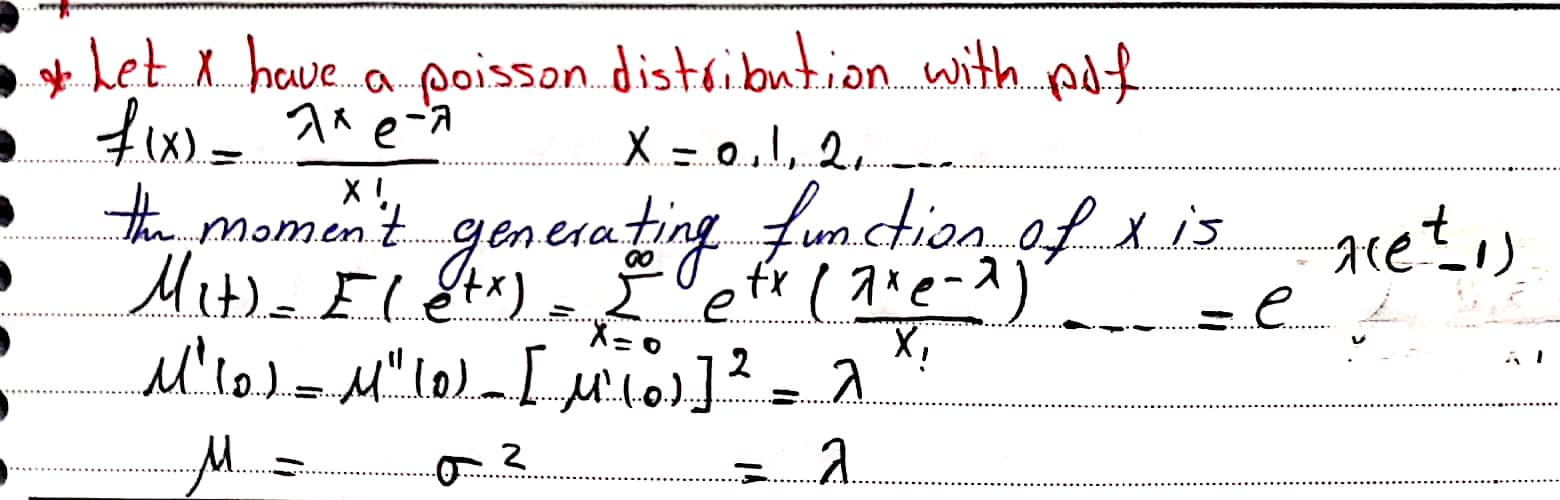 * Let x have a poisson distribution with pdf
f(x) = λ^x e^-λ / x!    x = 0, 1, 2, ---
the moment generating function of x is
M(t) = E(e^tx) = Σ_{x=0}^{∞} e^tx (λ^x e^-λ / x!) ---- = e^λ(e^t - 1)
M'(0) = M"(0) - [M'(0)]^2 = λ
μ = σ^2 = λ